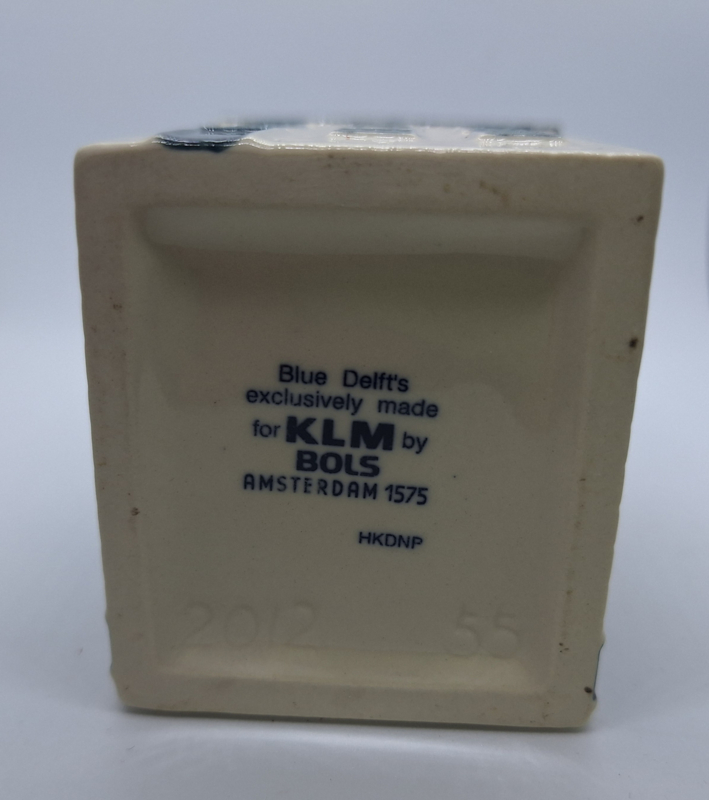 Blue Delft's
exclusively made
for KLM by
BOLS
AMSTERDAM 1575
HKDNP
2012 55